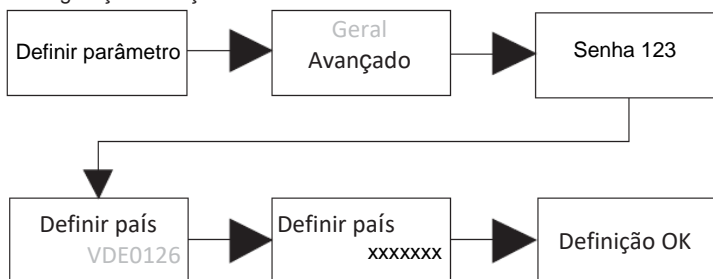 Definir parâmetro
Geral
Avançado
Senha 123
Definir país
VDE0126
Definir país
xxxxxxx
Definição OK